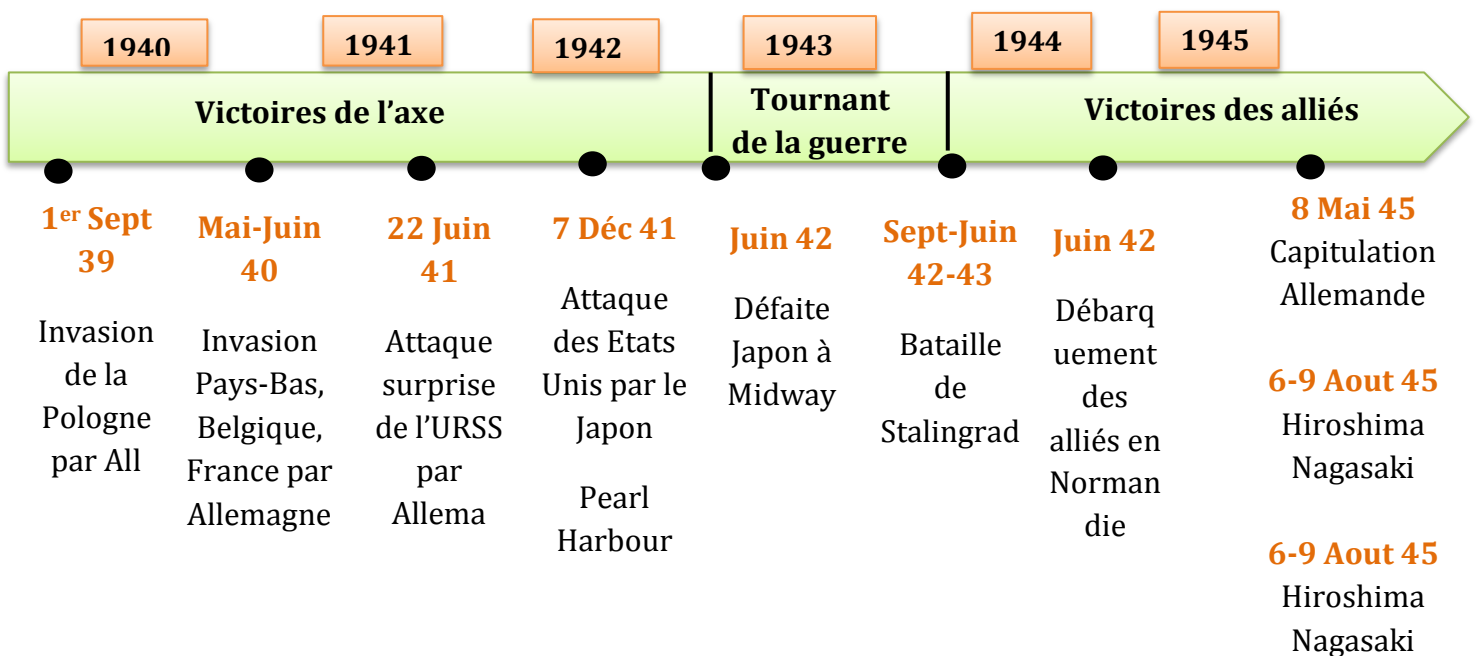 1940
1941
1942
1943
1944
1945
Victoires de l’axe
Tournant
de la guerre
Victoires des alliés
1er Sept
39
Invasion
de la
Pologne
par All
Mai-Juin
40
Invasion
Pays-Bas,
Belgique,
France par
Allemagne
22 Juin
41
Attaque
surprise
de l’URSS
par
Allema
7 Déc 41
Attaque
des Etats
Unis par le
Japon
Pearl
Harbour
Juin 42
Défaite
Japon à
Midway
Sept-Juin
42-43
Bataille
de
Stalingrad
Juin 42
Débarq
uement
des
alliés en
Norman
die
8 Mai 45
Capitulation
Allemande
6-9 Aout 45
Hiroshima
Nagasaki
6-9 Aout 45
Hiroshima
Nagasaki